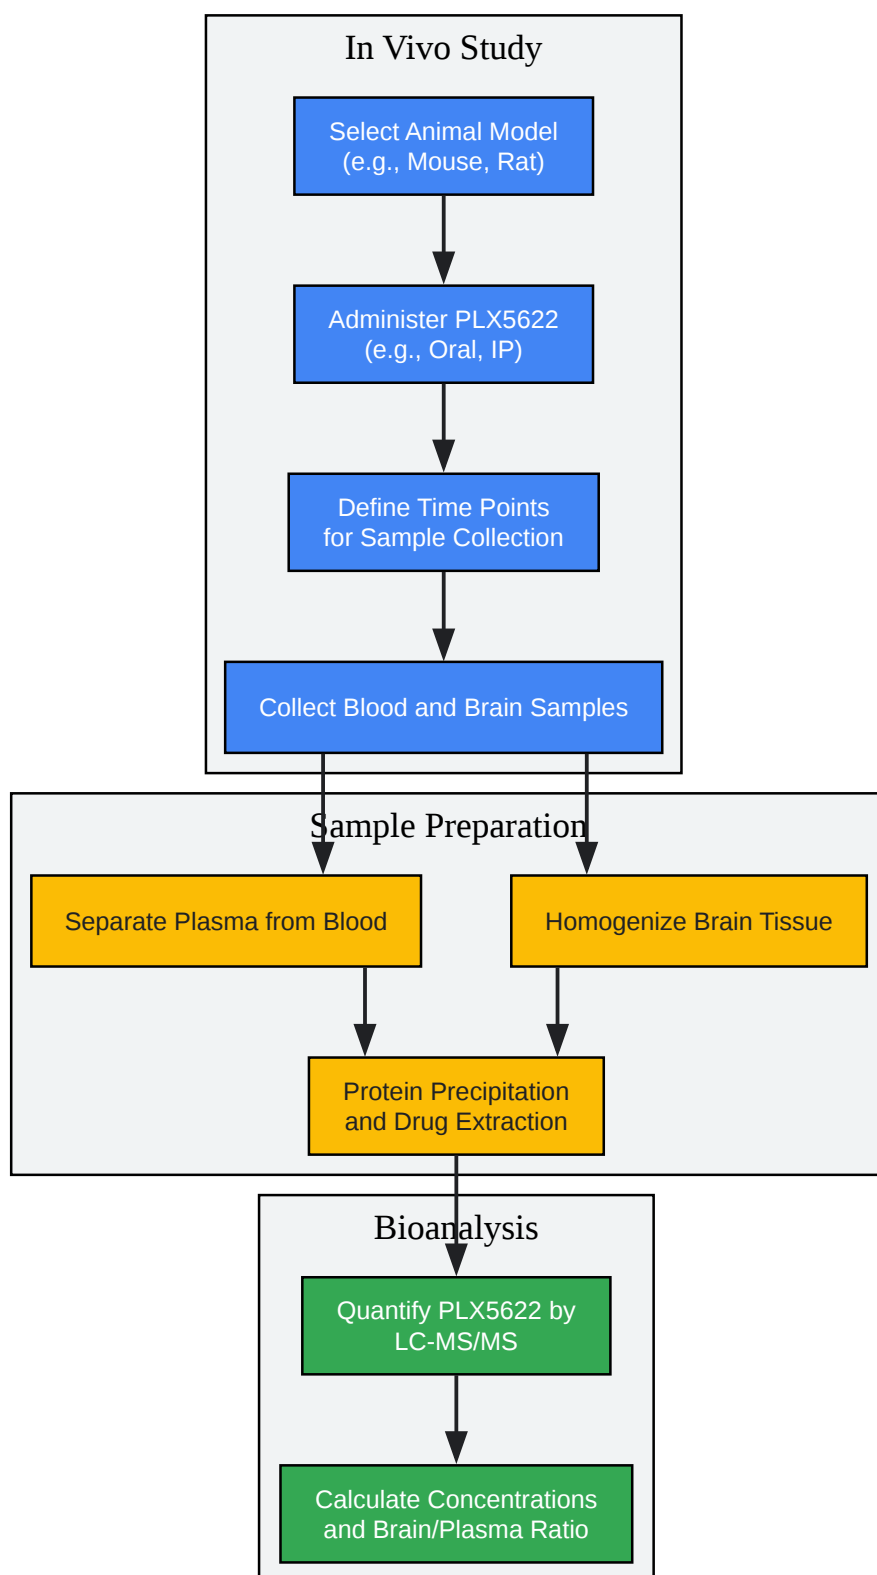 In Vivo Study
Select Animal Model
(e.g., Mouse, Rat)
Administer PLX5622
(e.g., Oral, IP)
Define Time Points
for Sample Collection
Collect Blood and Brain Samples
Sample Preparation
Separate Plasma from Blood
Homogenize Brain Tissue
Protein Precipitation
and Drug Extraction
Bioanalysis
Quantify PLX5622 by
LC-MS/MS
Calculate Concentrations
and Brain/Plasma Ratio